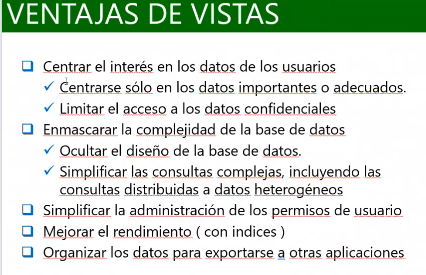 VENTAJAS DE VISTAS
Centrar el interés en los datos de los usuarios
Centrarse sólo en los datos importantes o adecuados.
Limitar el acceso a los datos confidenciales
Enmascarar la complejidad de la base de datos
Ocultar el diseño de la base de datos.
Simplificar las consultas complejas, incluyendo las
consultas distribuidas a datos heterogéneos
Simplificar la administración de los permisos de usuario
Mejorar el rendimiento ( con indices )
Organizar los datos para exportarse a otras aplicaciones